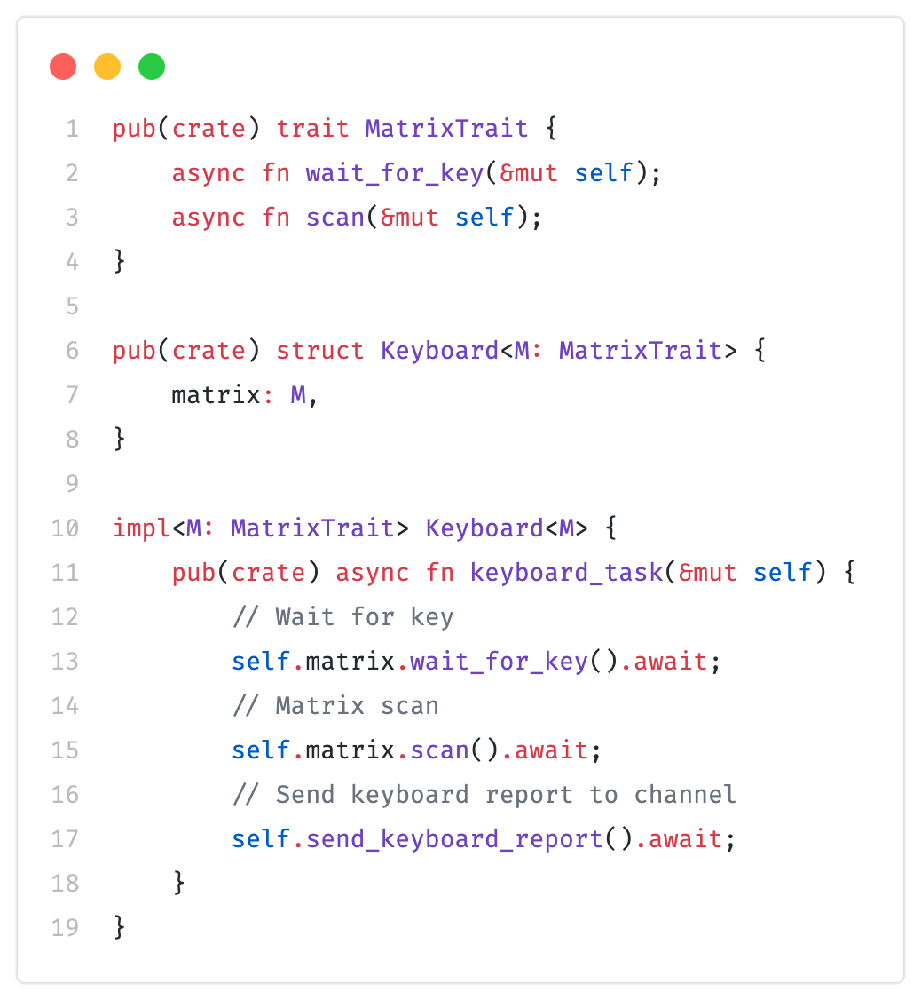 1 pub(crate) trait MatrixTrait {
2     async fn wait_for_key(&mut self);
3     async fn scan(&mut self);
4 }
5
6 pub(crate) struct Keyboard<M: MatrixTrait> {
7     matrix: M,
8 }
9
10 impl<M: MatrixTrait> Keyboard<M> {
11     pub(crate) async fn keyboard_task(&mut self) {
12         // Wait for key
13         self.matrix.wait_for_key().await;
14         // Matrix scan
15         self.matrix.scan().await;
16         // Send keyboard report to channel
17         self.send_keyboard_report().await;
18     }
19 }